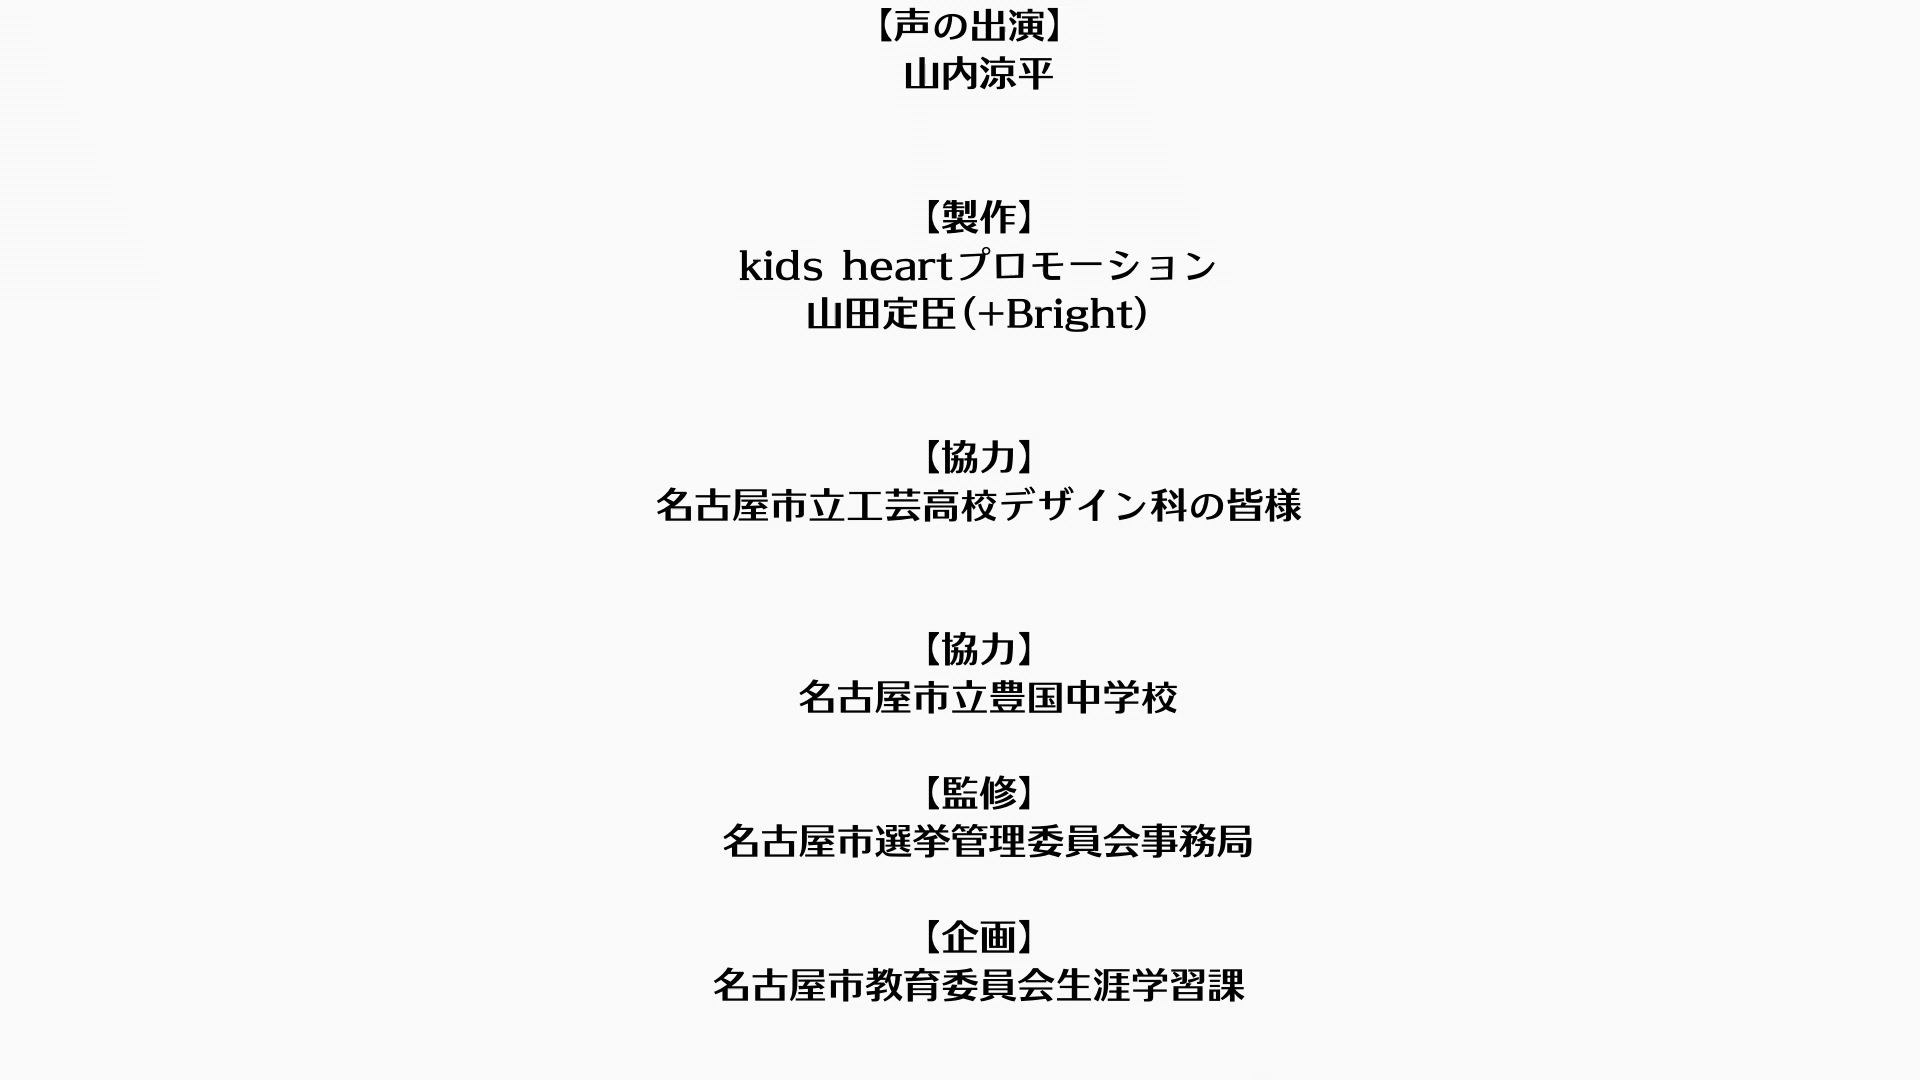 【声の出演】
山内涼平
【製作】
kids heartプロモーション
山田定臣(+Bright)
【協力】
名古屋市立工芸高校デザイン科の皆様
【協力】
名古屋市立豊国中学校
【監修】
名古屋市選挙管理委員会事務局
【企画】
名古屋市教育委員会生涯学習課